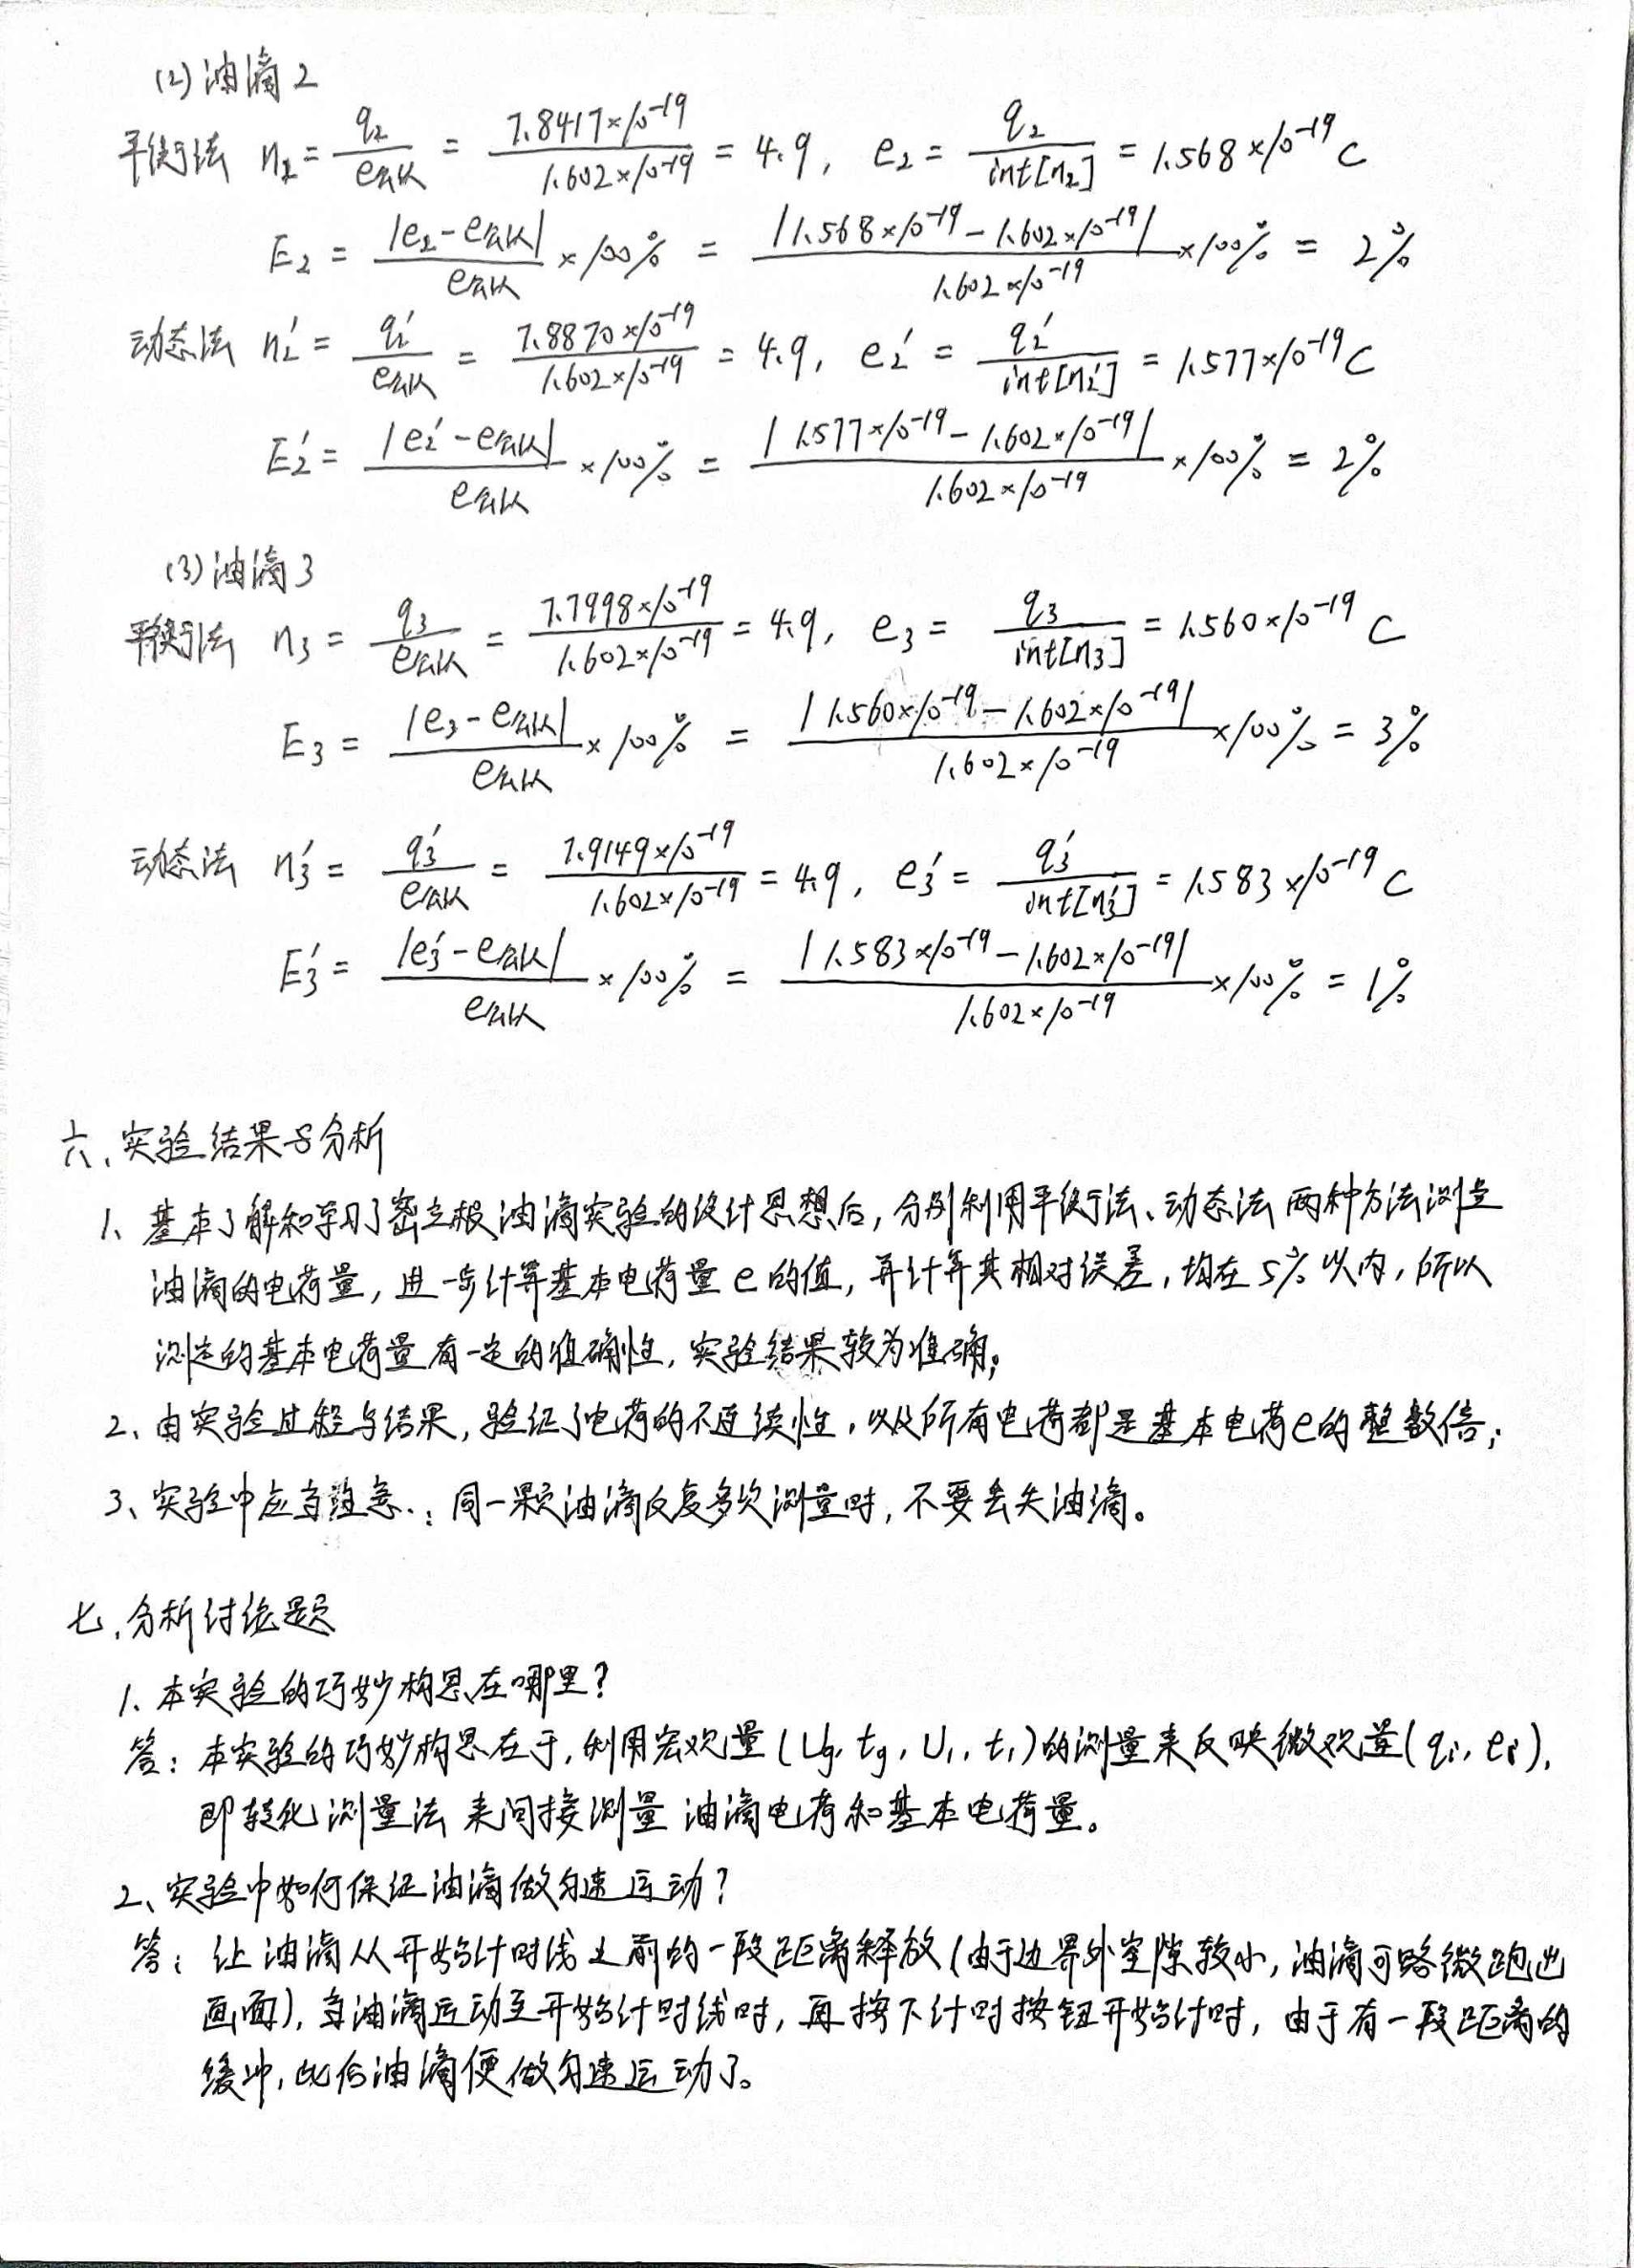 (2) 油滴2
平衡法 n₂ = q₂/e公认 = 7.8417×10⁻¹⁹/1.602×10⁻¹⁹ = 4.9, e₂ = q₂/int[n₂] = 1.568×10⁻¹⁹ C
E₂ = |e₂-e公认|/e公认 ×100% = |1.568×10⁻¹⁹-1.602×10⁻¹⁹|/1.602×10⁻¹⁹ ×100% = 2%
动态法 n₂′ = q₂′/e公认 = 7.8870×10⁻¹⁹/1.602×10⁻¹⁹ = 4.9, e₂′ = q₂′/int[n₂′] = 1.577×10⁻¹⁹ C
E₂′ = |e₂′-e公认|/e公认 ×100% = |1.577×10⁻¹⁹-1.602×10⁻¹⁹|/1.602×10⁻¹⁹ ×100% = 2%
(3) 油滴3
平衡法 n₃ = q₃/e公认 = 7.7998×10⁻¹⁹/1.602×10⁻¹⁹ = 4.9, e₃ = q₃/int[n₃] = 1.560×10⁻¹⁹ C
E₃ = |e₃-e公认|/e公认 ×100% = |1.560×10⁻¹⁹-1.602×10⁻¹⁹|/1.602×10⁻¹⁹ ×100% = 3%
动态法 n₃′ = q₃′/e公认 = 7.9149×10⁻¹⁹/1.602×10⁻¹⁹ = 4.9, e₃′ = q₃′/int[n₃′] = 1.583×10⁻¹⁹ C
E₃′ = |e₃′-e公认|/e公认 ×100% = |1.583×10⁻¹⁹-1.602×10⁻¹⁹|/1.602×10⁻¹⁹ ×100% = 1%
六、实验结果与分析
1、基本了解和学习了密立根油滴实验的设计思想后,分别利用平衡法、动态法两种方法测定
油滴的电荷量,进一步计算基本电荷量e的值,再计算其相对误差,均在5%以内,所以
测定的基本电荷量有一定的准确性,实验结果较为准确;
2、由实验过程与结果,验证了电荷的不连续性,以及所有电荷都是基本电荷e的整数倍;
3、实验中应当注意:同一颗油滴反复多次测量时,不要丢失油滴。
七、分析讨论题
1、本实验的巧妙构思在哪里?
答:本实验的巧妙构思在于,利用宏观量(Ug, tg, U₁, t₁)的测量来反映微观量(qi, ei),
即转化测量法来间接测量油滴电荷和基本电荷量。
2、实验中如何保证油滴做匀速运动?
答:让油滴从开始计时线之前的一段距离释放(由于边界外空隙较小,油滴可略微跑出
画面),当油滴运动至开始计时线时,再按下计时按钮开始计时,由于有一段距离的
缓冲,此后油滴便做匀速运动了。